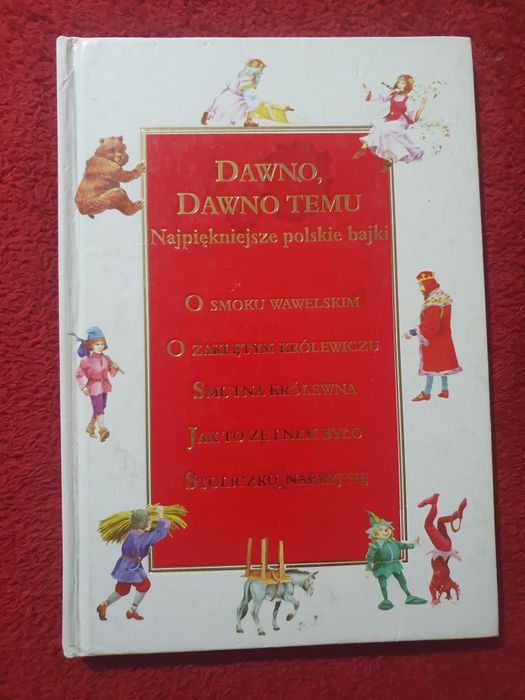 DAWNO,
DAWNO TEMU
Najpiękniejsze polskie bajki
O SMOKU WAWELSKIM
O ZAKLĘTYM KRÓLEWICZU
SMUTNA KRÓLEWNA
JAK TO ZE LNEM BYŁO
STOLICZKU, NAKRYJ SIĘ